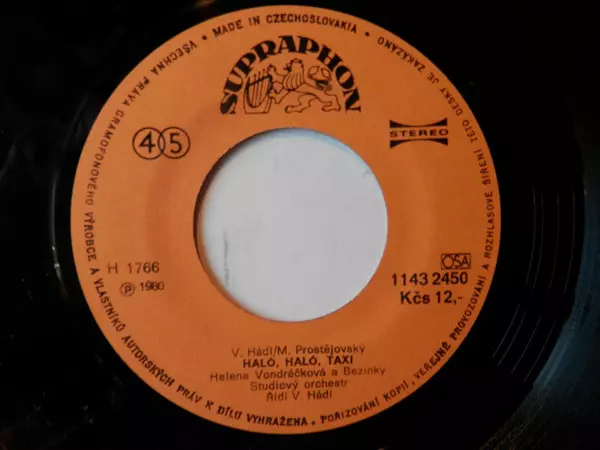 VŠECHNA PRÁVA GRAMOFONOVÉHO VÝROBCE A VLASTNÍKŮ AUTORSKÝCH PRÁV K DÍLU VYHRAŽENA • POŘIZOVÁNÍ KOPIÍ, VEREJNÉ PROVOZOVÁNÍ A ROZHLASOVÉ ŠÍŘENÍ TÉTO DESKY JE ZAKÁZÁNO • MADE IN CZECHOSLOVAKIA •
SUPRAPHON
45
STEREO
H 1766
Ⓟ 1980
OSA
1143 2450
Kčs 12,-
V. Hádl/M. Prostějovský
HALÓ, HALÓ, TAXI
Helena Vondráčková a Bezinky
Studiový orchestr
Řídí V. Hádl